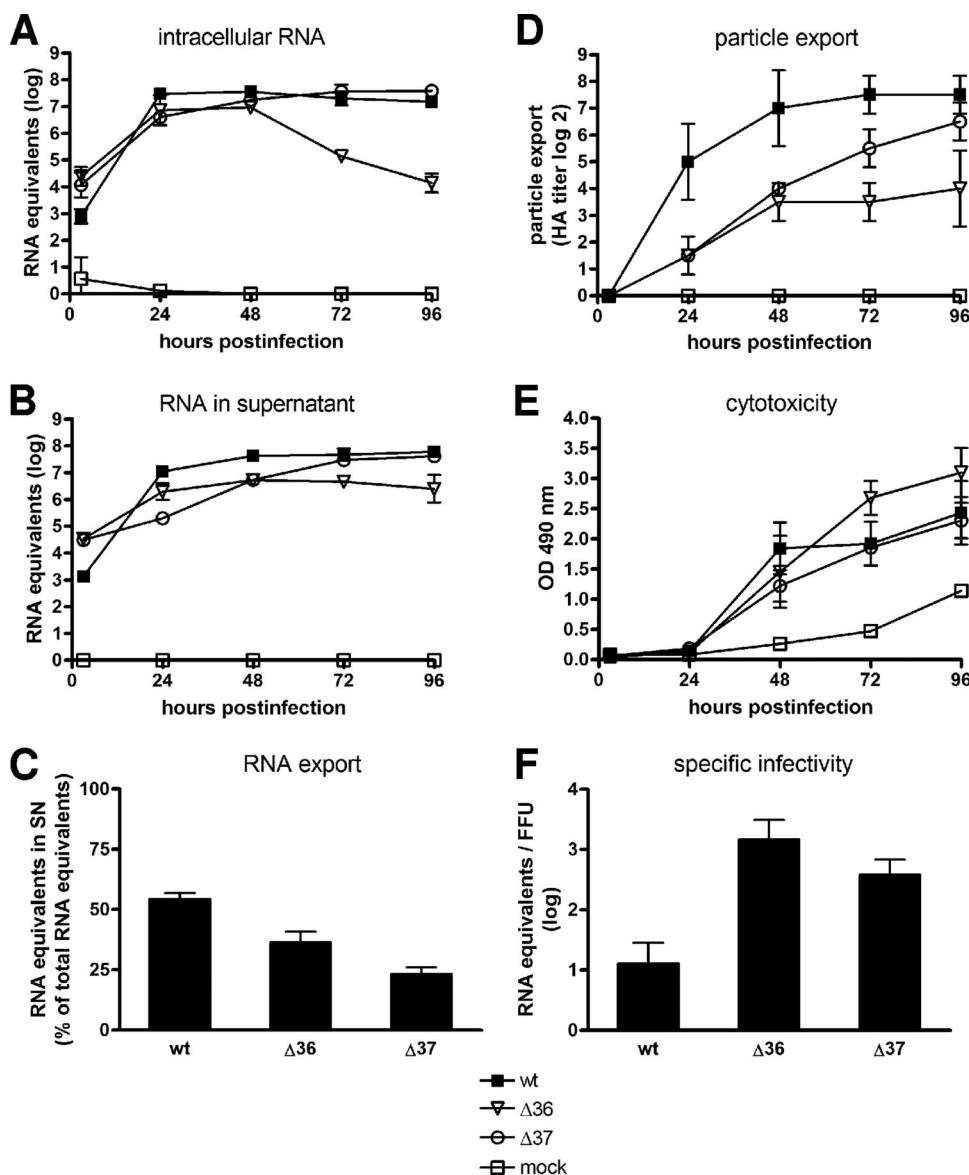 A
intracellular RNA
RNA equivalents (log)
9
8
7
6
5
4
3
2
1
0
0
24
48
72
96
hours postinfection
B
RNA in supernatant
RNA equivalents (log)
9
8
7
6
5
4
3
2
1
0
0
24
48
72
96
hours postinfection
C
RNA export
RNA equivalents in SN
(% of total RNA equivalents)
100
75
50
25
0
wt
Δ36
Δ37
D
particle export
particle export
(HA titer log 2)
9
8
7
6
5
4
3
2
1
0
0
24
48
72
96
hours postinfection
E
cytotoxicity
OD 490 nm
4.0
3.5
3.0
2.5
2.0
1.5
1.0
0.5
0.0
0
24
48
72
96
hours postinfection
F
specific infectivity
RNA equivalents / FFU
(log)
4
3
2
1
0
wt
Δ36
Δ37
wt
Δ36
Δ37
mock